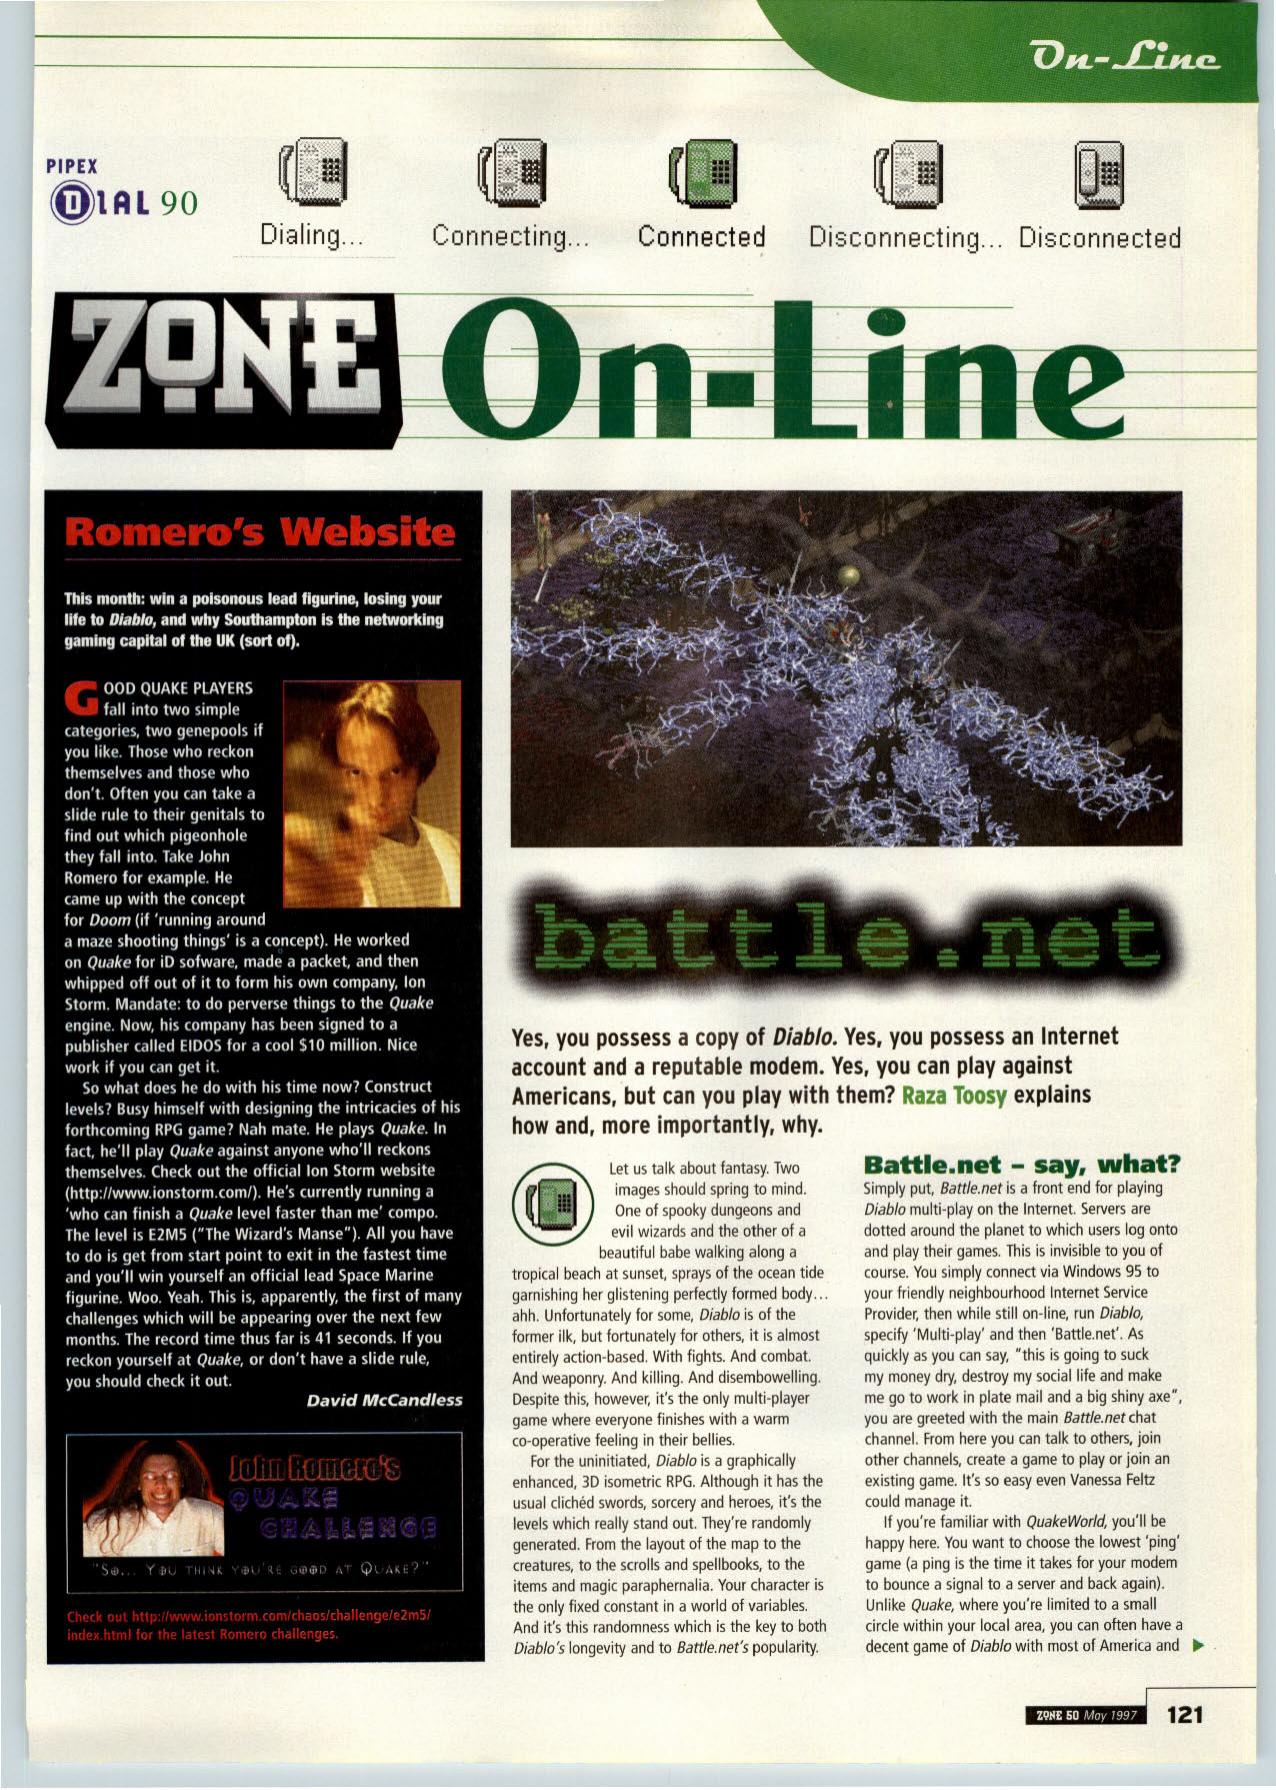 On-Line
PIPEX
DIAL 90
Dialing...
Connecting...
Connected
Disconnecting...
Disconnected
ZONE
On-Line
Romero's Website
This month: win a poisonous lead figurine, losing your
life to Diablo, and why Southampton is the networking
gaming capital of the UK (sort of).
GOOD QUAKE PLAYERS
fall into two simple
categories, two genepools if
you like. Those who reckon
themselves and those who
don't. Often you can take a
slide rule to their genitals to
find out which pigeonhole
they fall into. Take John
Romero for example. He
came up with the concept
for Doom (if 'running around
a maze shooting things' is a concept). He worked
on Quake for iD sofware, made a packet, and then
whipped off out of it to form his own company, Ion
Storm. Mandate: to do perverse things to the Quake
engine. Now, his company has been signed to a
publisher called EIDOS for a cool $10 million. Nice
work if you can get it.
So what does he do with his time now? Construct
levels? Busy himself with designing the intricacies of his
forthcoming RPG game? Nah mate. He plays Quake. In
fact, he'll play Quake against anyone who'll reckons
themselves. Check out the official Ion Storm website
(http://www.ionstorm.com/). He's currently running a
'who can finish a Quake level faster than me' compo.
The level is E2M5 ("The Wizard's Manse"). All you have
to do is get from start point to exit in the fastest time
and you'll win yourself an official lead Space Marine
figurine. Woo. Yeah. This is, apparently, the first of many
challenges which will be appearing over the next few
months. The record time thus far is 41 seconds. If you
reckon yourself at Quake, or don't have a slide rule,
you should check it out.
David McCandless
John Romero's
QUAKE
CHALLENGE
"So... You think you're good at Quake?"
Check out http://www.ionstorm.com/chaos/challenge/e2m5/
index.html for the latest Romero challenges.
battle.net
Yes, you possess a copy of Diablo. Yes, you possess an Internet
account and a reputable modem. Yes, you can play against
Americans, but can you play with them? Raza Toosy explains
how and, more importantly, why.
Let us talk about fantasy. Two
images should spring to mind.
One of spooky dungeons and
evil wizards and the other of a
beautiful babe walking along a
tropical beach at sunset, sprays of the ocean tide
garnishing her glistening perfectly formed body...
ahh. Unfortunately for some, Diablo is of the
former ilk, but fortunately for others, it is almost
entirely action-based. With fights. And combat.
And weaponry. And killing. And disembowelling.
Despite this, however, it's the only multi-player
game where everyone finishes with a warm
co-operative feeling in their bellies.
For the uninitiated, Diablo is a graphically
enhanced, 3D isometric RPG. Although it has the
usual clichéd swords, sorcery and heroes, it's the
levels which really stand out. They're randomly
generated. From the layout of the map to the
creatures, to the scrolls and spellbooks, to the
items and magic paraphernalia. Your character is
the only fixed constant in a world of variables.
And it's this randomness which is the key to both
Diablo's longevity and to Battle.net's popularity.
Battle.net – say, what?
Simply put, Battle.net is a front end for playing
Diablo multi-play on the Internet. Servers are
dotted around the planet to which users log onto
and play their games. This is invisible to you of
course. You simply connect via Windows 95 to
your friendly neighbourhood Internet Service
Provider, then while still on-line, run Diablo,
specify 'Multi-play' and then 'Battle.net'. As
quickly as you can say, "this is going to suck
my money dry, destroy my social life and make
me go to work in plate mail and a big shiny axe",
you are greeted with the main Battle.net chat
channel. From here you can talk to others, join
other channels, create a game to play or join an
existing game. It's so easy even Vanessa Feltz
could manage it.
If you're familiar with QuakeWorld, you'll be
happy here. You want to choose the lowest 'ping'
game (a ping is the time it takes for your modem
to bounce a signal to a server and back again).
Unlike Quake, where you're limited to a small
circle within your local area, you can often have a
decent game of Diablo with most of America and
ZONE 50 May 1997
121